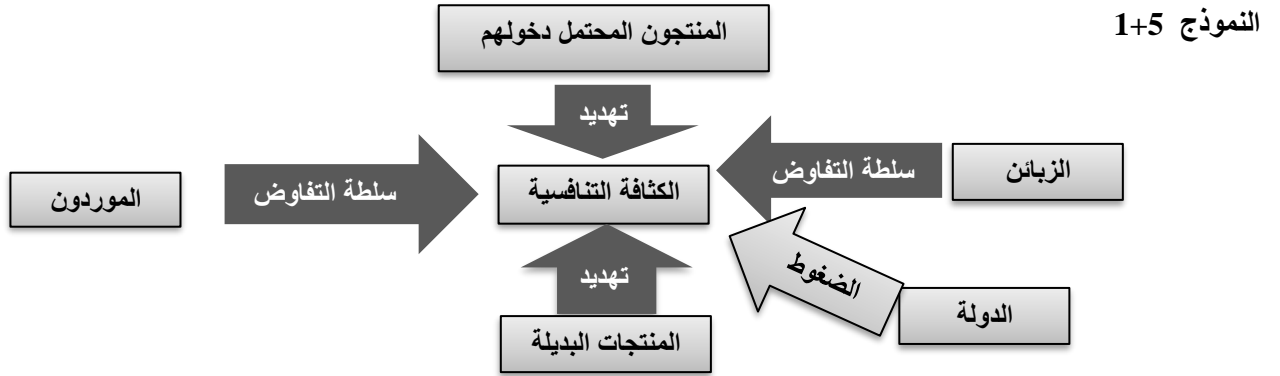 النموذج 5+1
المنتجون المحتمل دخولهم
تهديد
الزبائن
سلطة التفاوض
الكثافة التنافسية
سلطة التفاوض
الموردون
الضغوط
تهديد
الدولة
المنتجات البديلة